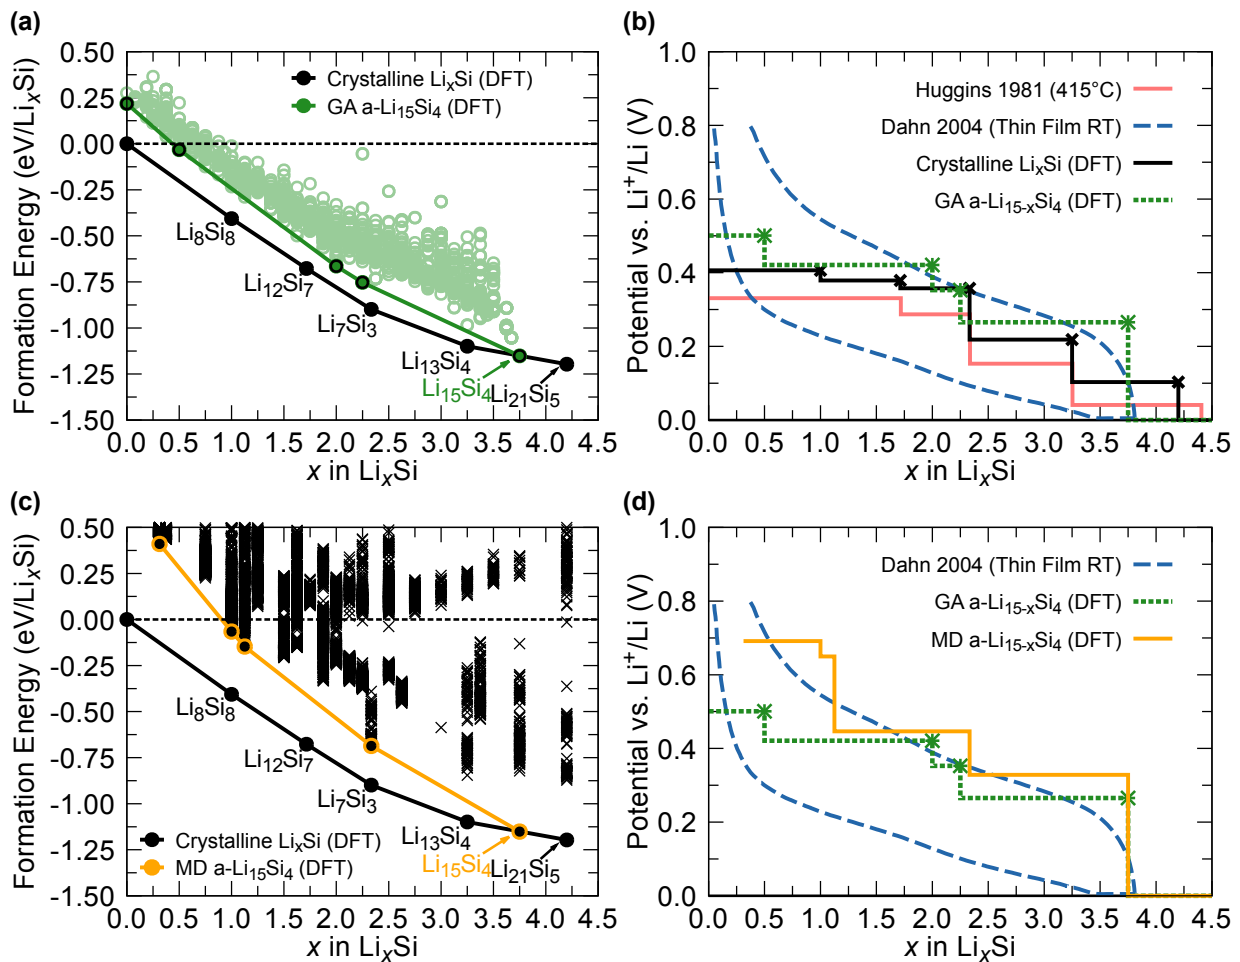 (a)
Formation Energy (eV/LiₓSi)
0.50
0.25
0.00
-0.25
-0.50
-0.75
-1.00
-1.25
-1.50
Crystalline LiₓSi (DFT)
GA a-Li₁₅Si₄ (DFT)
Li₈Si₈
Li₁₂Si₇
Li₇Si₃
Li₁₃Si₄
Li₁₅Si₄
Li₂₁Si₅
0.0 0.5 1.0 1.5 2.0 2.5 3.0 3.5 4.0 4.5
x in LiₓSi
(b)
Potential vs. Li⁺/Li (V)
1.0
0.8
0.6
0.4
0.2
0.0
Huggins 1981 (415°C)
Dahn 2004 (Thin Film RT)
Crystalline LiₓSi (DFT)
GA a-Li₁₅₋ₓSi₄ (DFT)
0.0 0.5 1.0 1.5 2.0 2.5 3.0 3.5 4.0 4.5
x in LiₓSi
(c)
Formation Energy (eV/LiₓSi)
0.50
0.25
0.00
-0.25
-0.50
-0.75
-1.00
-1.25
-1.50
Li₈Si₈
Li₁₂Si₇
Li₇Si₃
Li₁₃Si₄
Li₁₅Si₄
Li₂₁Si₅
Crystalline LiₓSi (DFT)
MD a-Li₁₅Si₄ (DFT)
0.0 0.5 1.0 1.5 2.0 2.5 3.0 3.5 4.0 4.5
x in LiₓSi
(d)
Potential vs. Li⁺/Li (V)
1.0
0.8
0.6
0.4
0.2
0.0
Dahn 2004 (Thin Film RT)
GA a-Li₁₅₋ₓSi₄ (DFT)
MD a-Li₁₅₋ₓSi₄ (DFT)
0.0 0.5 1.0 1.5 2.0 2.5 3.0 3.5 4.0 4.5
x in LiₓSi